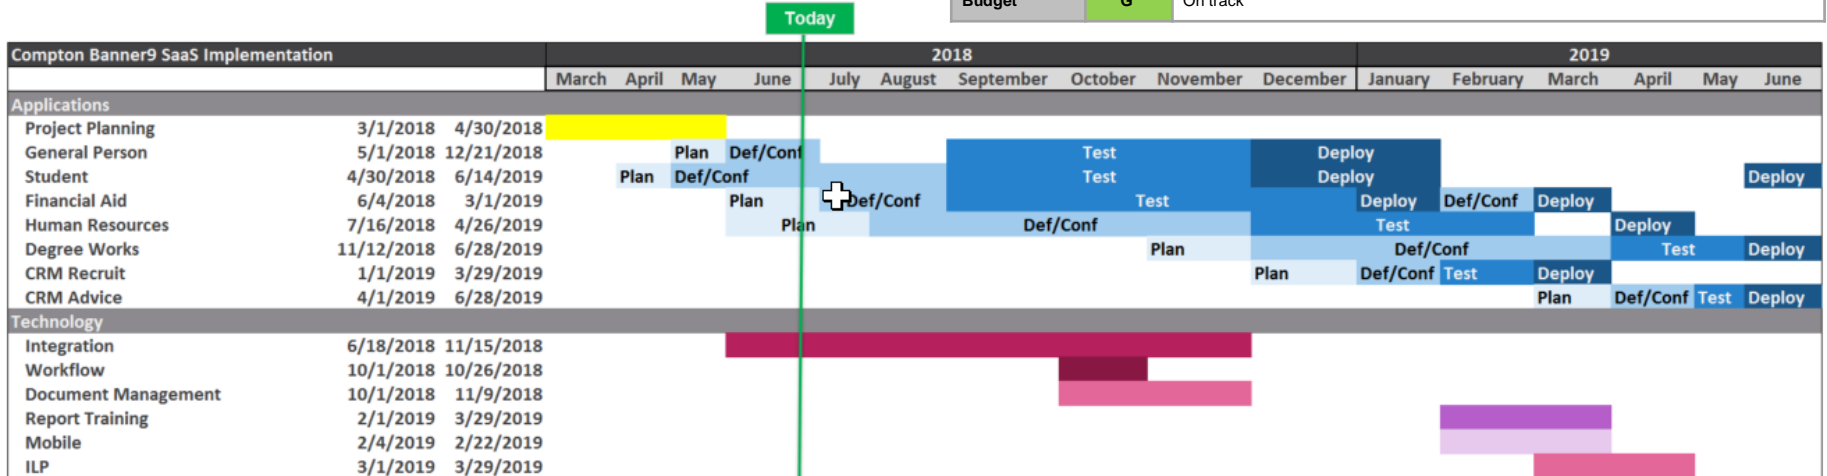 Budget G On track
Today
Compton Banner9 SaaS Implementation 2018 2019
March April May June July August September October November December January February March April May June
Applications
Project Planning 3/1/2018 4/30/2018
General Person 5/1/2018 12/21/2018 Plan Def/Conf Test Deploy
Student 4/30/2018 6/14/2019 Plan Def/Conf Test Deploy Deploy
Financial Aid 6/4/2018 3/1/2019 Plan Def/Conf Test Deploy Def/Conf Deploy
Human Resources 7/16/2018 4/26/2019 Plan Def/Conf Test Deploy
Degree Works 11/12/2018 6/28/2019 Plan Def/Conf Test Deploy
CRM Recruit 1/1/2019 3/29/2019 Plan Def/Conf Test Deploy
CRM Advice 4/1/2019 6/28/2019 Plan Def/Conf Test Deploy
Technology
Integration 6/18/2018 11/15/2018
Workflow 10/1/2018 10/26/2018
Document Management 10/1/2018 11/9/2018
Report Training 2/1/2019 3/29/2019
Mobile 2/4/2019 2/22/2019
ILP 3/1/2019 3/29/2019